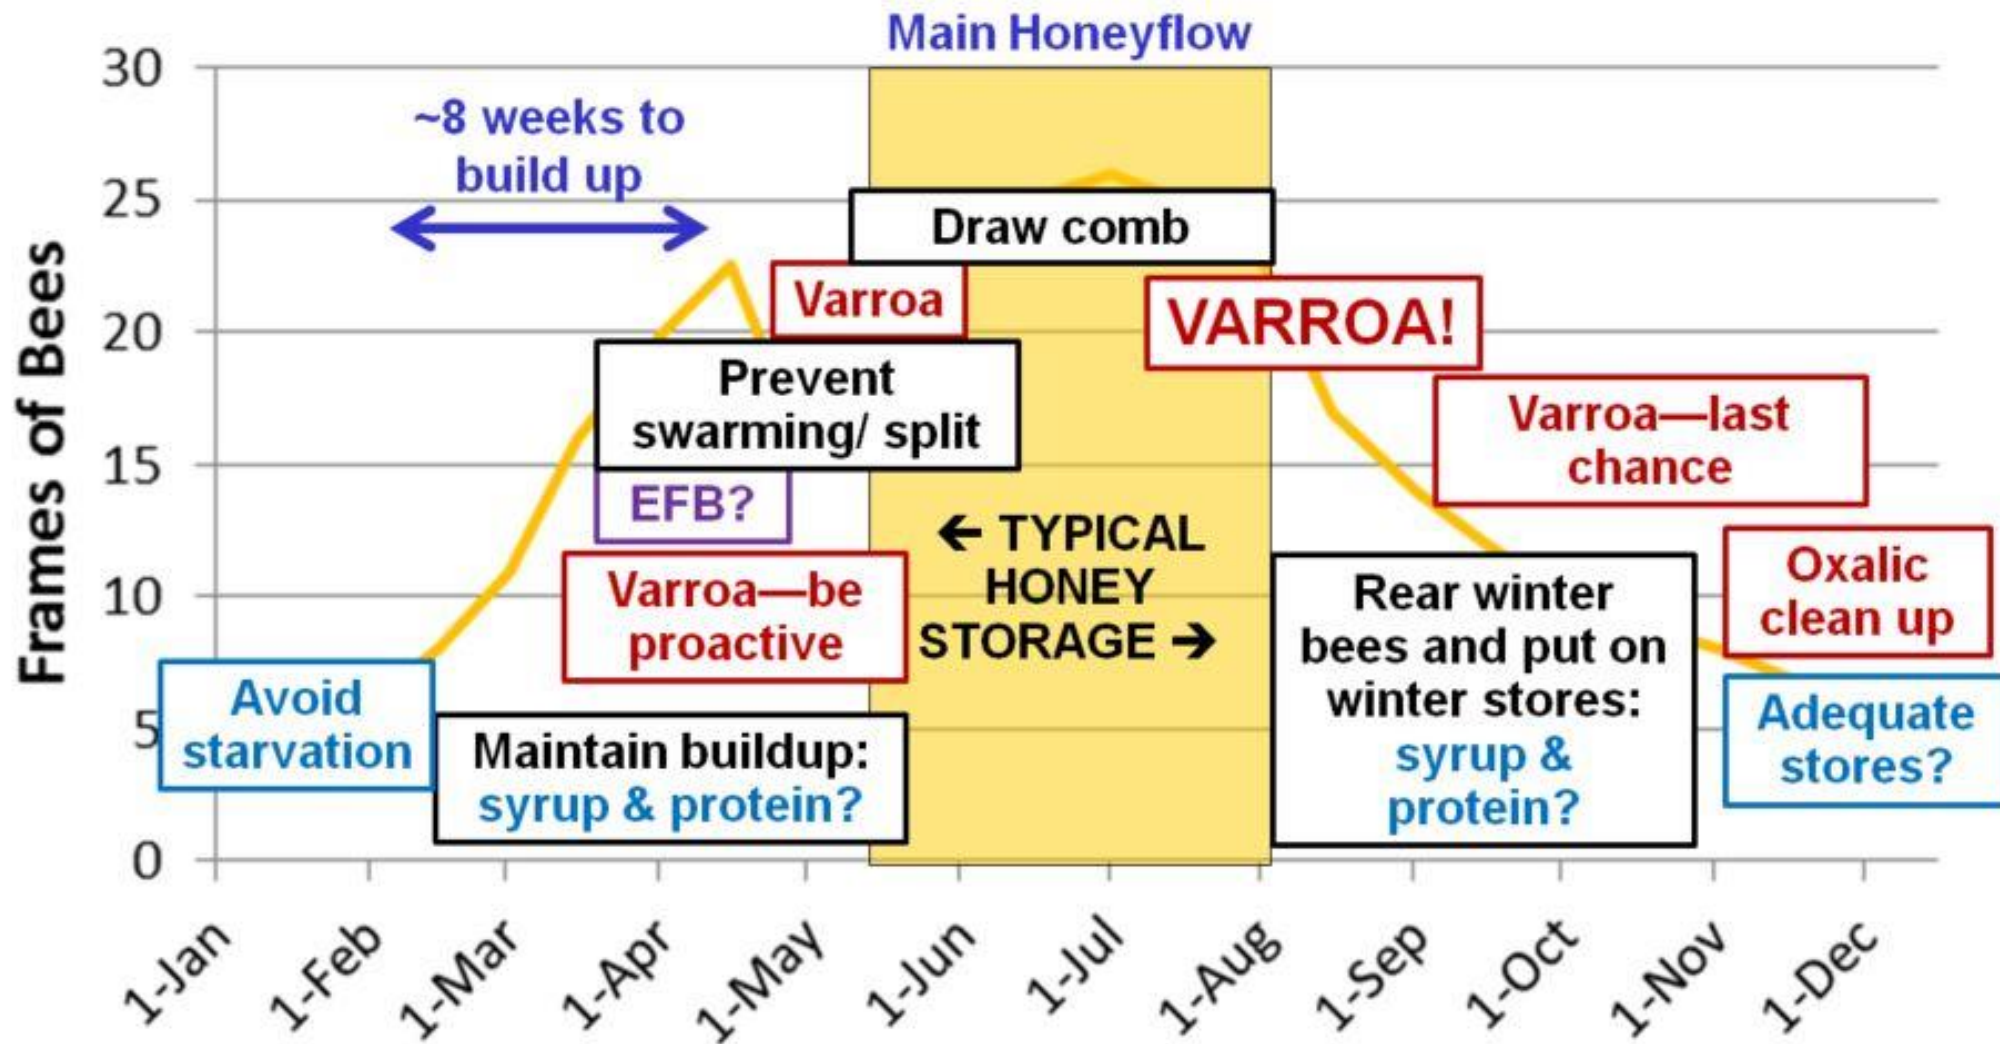 Main Honeyflow
30
~8 weeks to
build up
25
Draw comb
Varroa
VARROA!
20
Prevent
swarming/ split
Varroa—last
chance
15
EFB?
← TYPICAL
HONEY
STORAGE →
Varroa—be
proactive
10
Rear winter
bees and put on
winter stores:
syrup &
protein?
Oxalic
clean up
Avoid
starvation
5
Maintain buildup:
syrup & protein?
Adequate
stores?
0
Frames of Bees
1-Jan
1-Feb
1-Mar
1-Apr
1-May
1-Jun
1-Jul
1-Aug
1-Sep
1-Oct
1-Nov
1-Dec